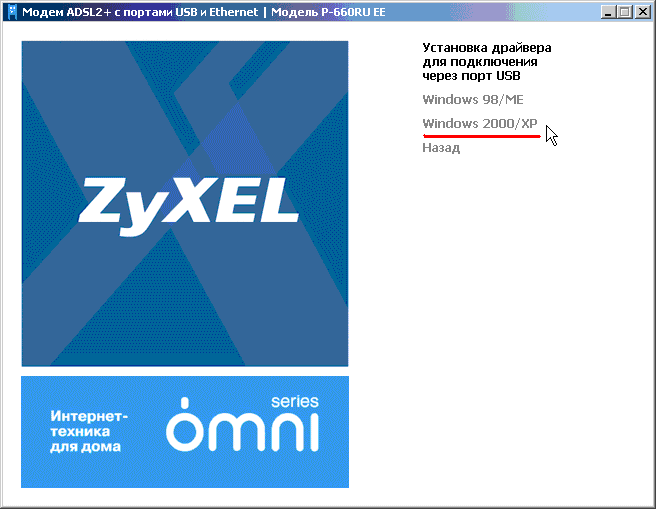 Модем ADSL2+ с портами USB и Ethernet | Модель P-660RU EE
Установка драйвера
для подключения
через порт USB
Windows 98/ME
Windows 2000/XP
Назад
ZyXEL
series
omni
Интернет-
техника
для дома